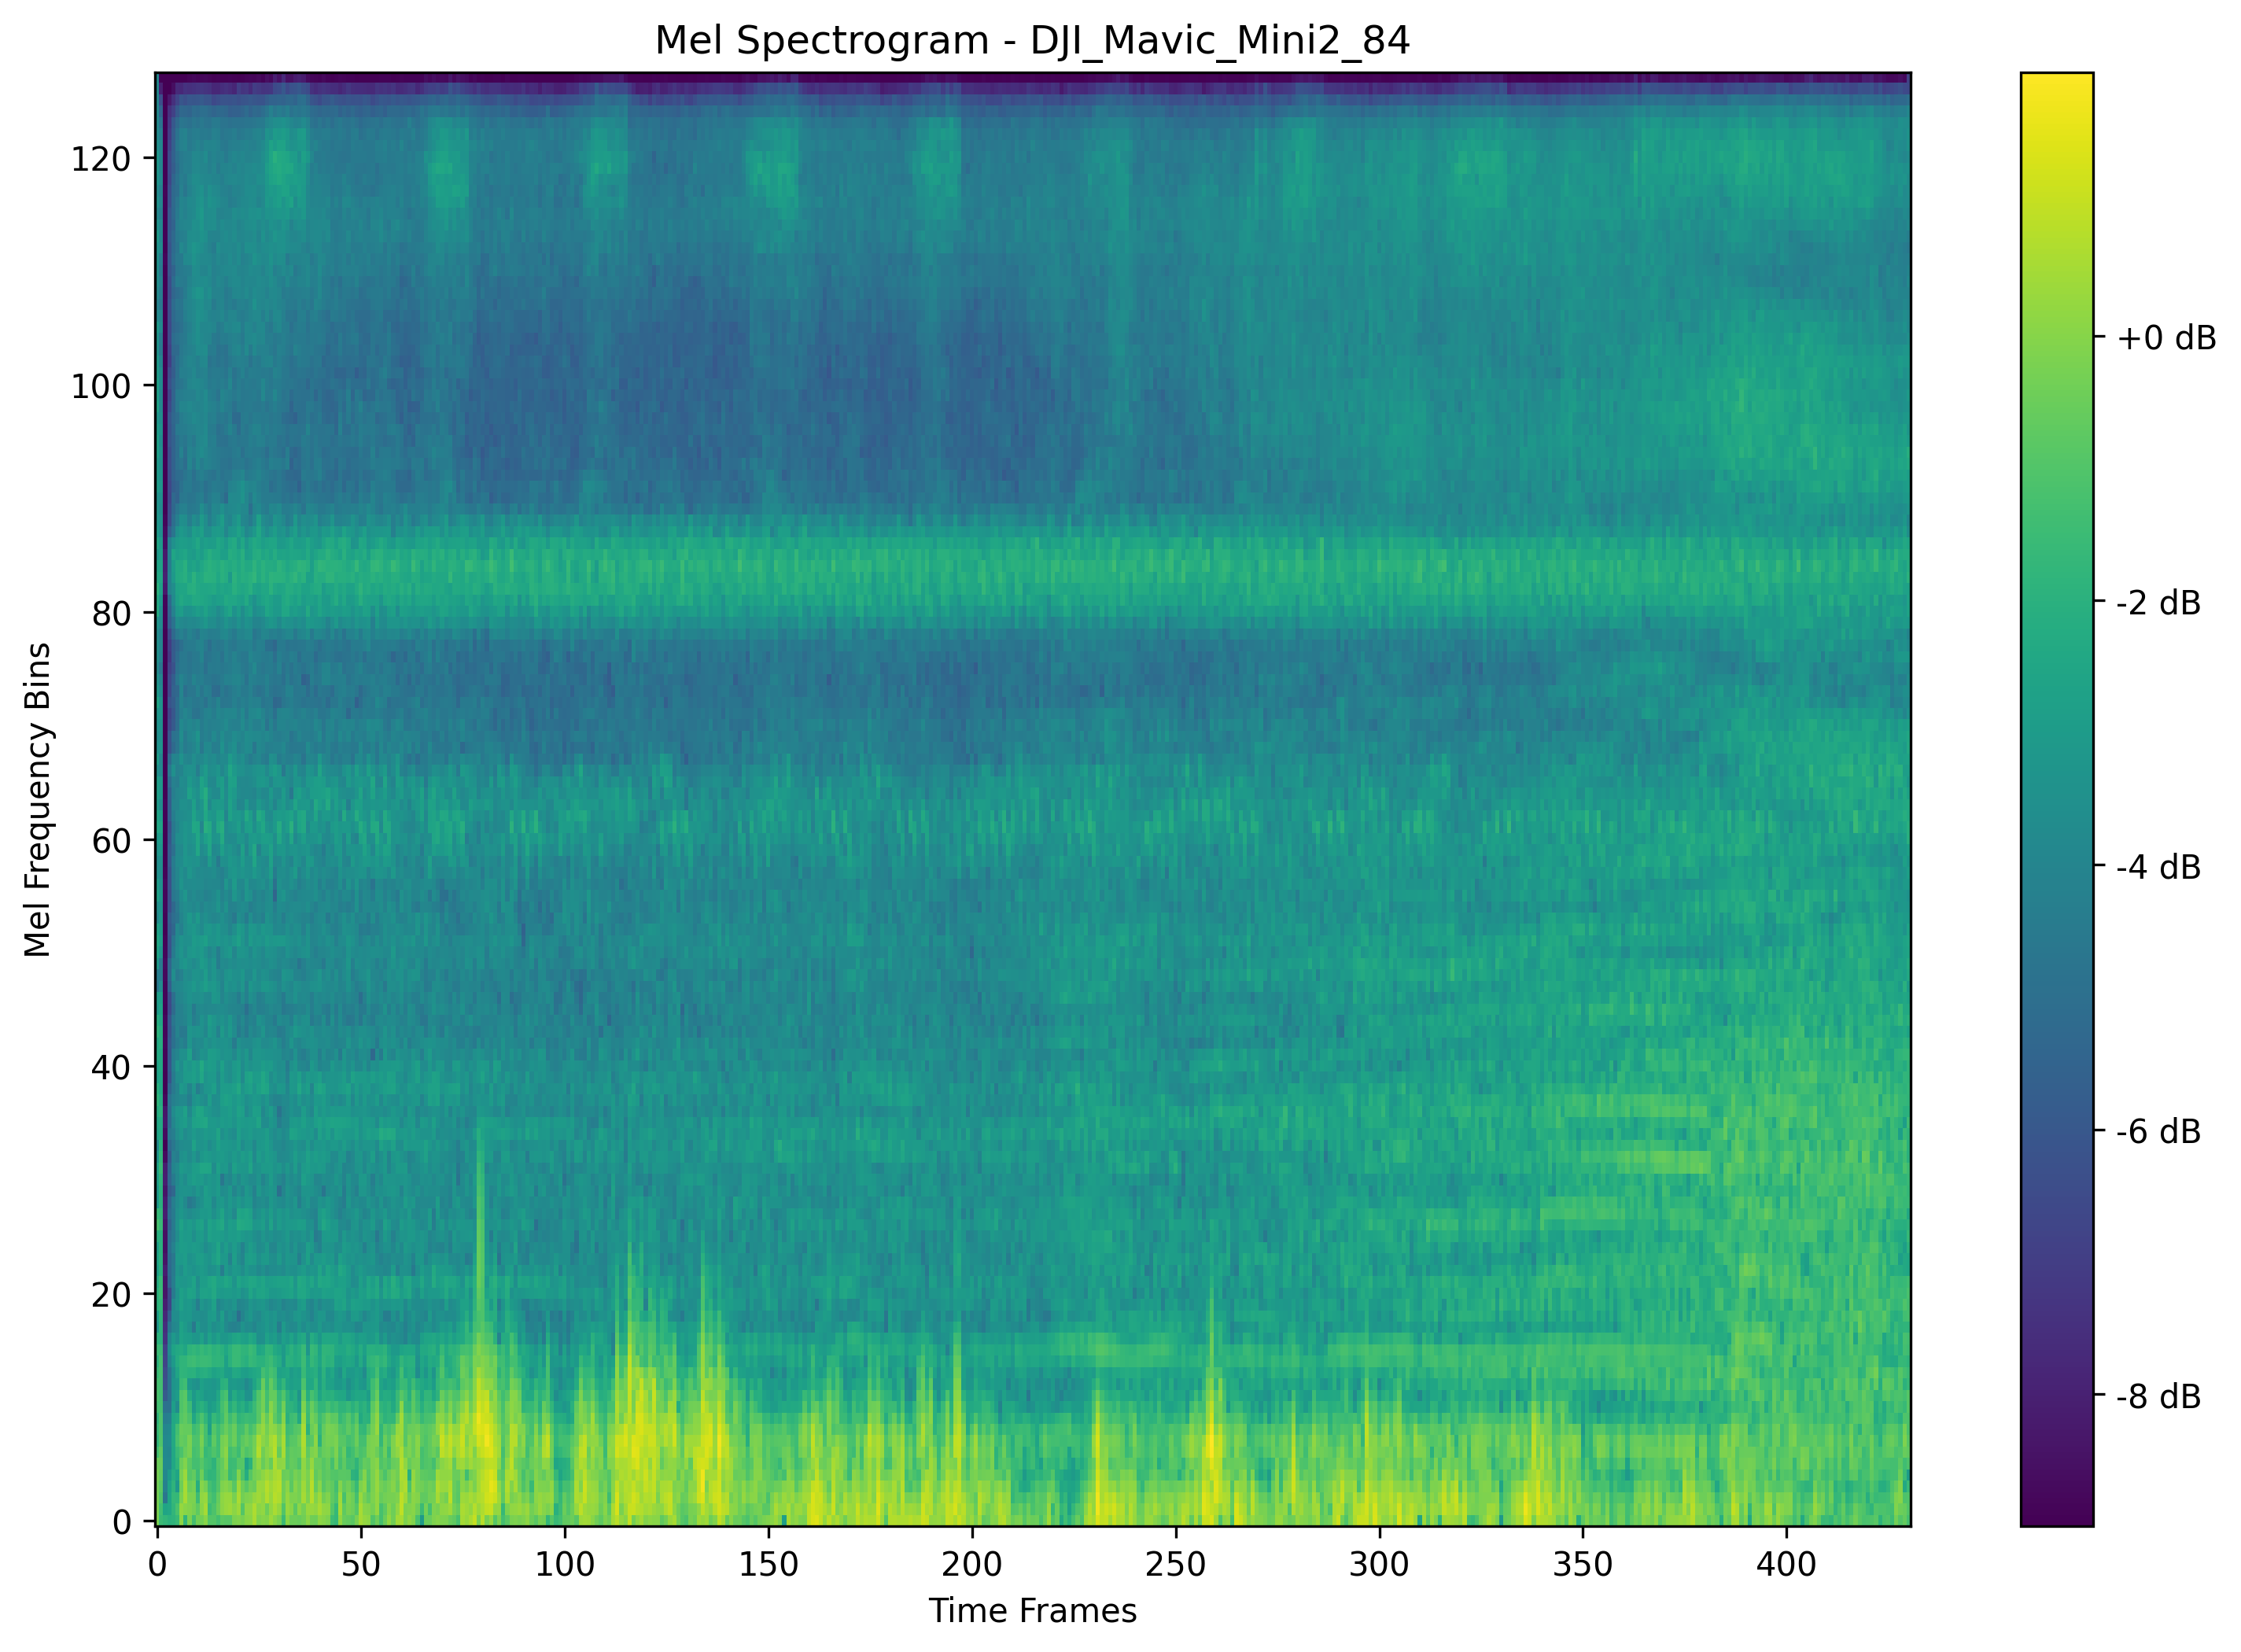 Mel Spectrogram - DJI_Mavic_Mini2_84
Mel Frequency Bins
120
100
80
60
40
20
0
0 50 100 150 200 250 300 350 400
Time Frames
+0 dB
-2 dB
-4 dB
-6 dB
-8 dB